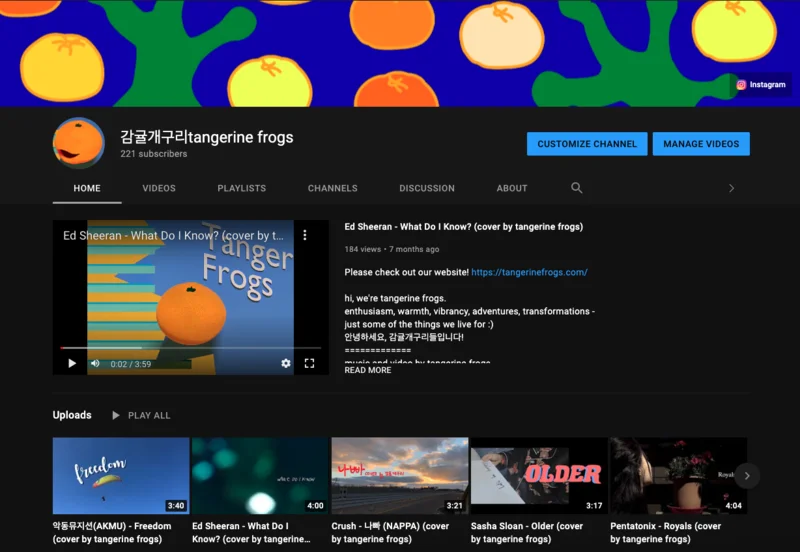 Instagram
감귤개구리tangerine frogs
221 subscribers
CUSTOMIZE CHANNEL
MANAGE VIDEOS
HOME
VIDEOS
PLAYLISTS
CHANNELS
DISCUSSION
ABOUT
Ed Sheeran - What Do I Know? (cover by t...
Tanger
Frogs
0:02 / 3:59
Ed Sheeran - What Do I Know? (cover by tangerine frogs)
184 views • 7 months ago
Please check out our website! https://tangerinefrogs.com/
hi, we're tangerine frogs.
enthusiasm, warmth, vibrancy, adventures, transformations -
just some of the things we live for :)
안녕하세요, 감귤개구리들입니다!
=============
music and video by tangerine frogs
READ MORE
Uploads
PLAY ALL
freedom
3:40
악동뮤지션(AKMU) - Freedom
(cover by tangerine frogs)
WHAT DO I KNOW
4:00
Ed Sheeran - What Do I
Know? (cover by tangerine...
나빠
3:21
Crush - 나빠 (NAPPA) (cover
by tangerine frogs)
OLDER
3:17
Sasha Sloan - Older (cover
by tangerine frogs)
Royals
4:04
Pentatonix - Royals (cover
by tangerine frogs)